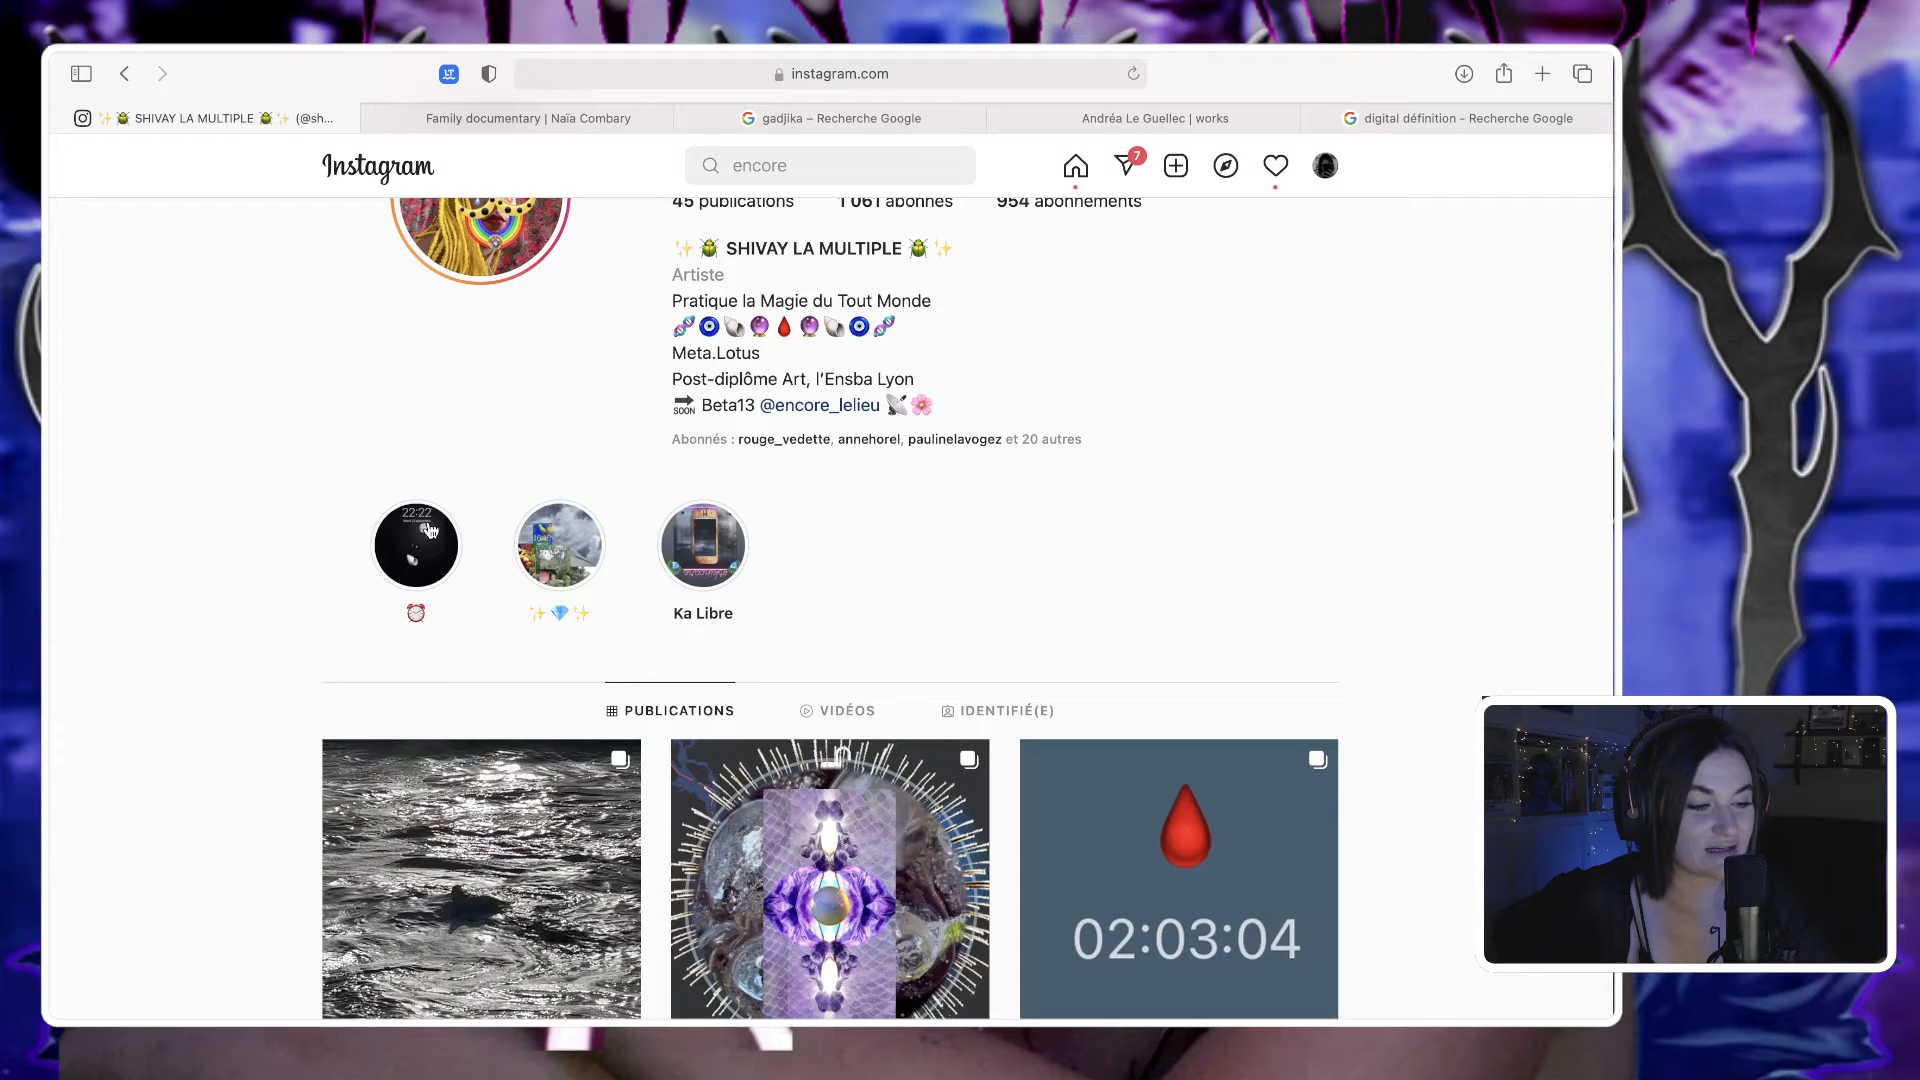 instagram.com
✨ 🪲 SHIVAY LA MULTIPLE 🪲 ✨ (@sh...
Family documentary | Naïa Combary
gadjika – Recherche Google
Andréa Le Guellec | works
digital définition - Recherche Google
Instagram
encore
7
45 publications
1 061 abonnés
954 abonnements
✨ 🪲 SHIVAY LA MULTIPLE 🪲 ✨
Artiste
Pratique la Magie du Tout Monde
🧬🧿🐚🔮🩸🔮🐚🧿🧬
Meta.Lotus
Post-diplôme Art, l’Ensba Lyon
🔜 Beta13 @encore_lelieu 📡🌸
Abonnés : rouge_vedette, annehorel, paulinelavogez et 20 autres
22:22
⏰
✨💎✨
Ka Libre
PUBLICATIONS
VIDÉOS
IDENTIFIÉ(E)
02:03:04